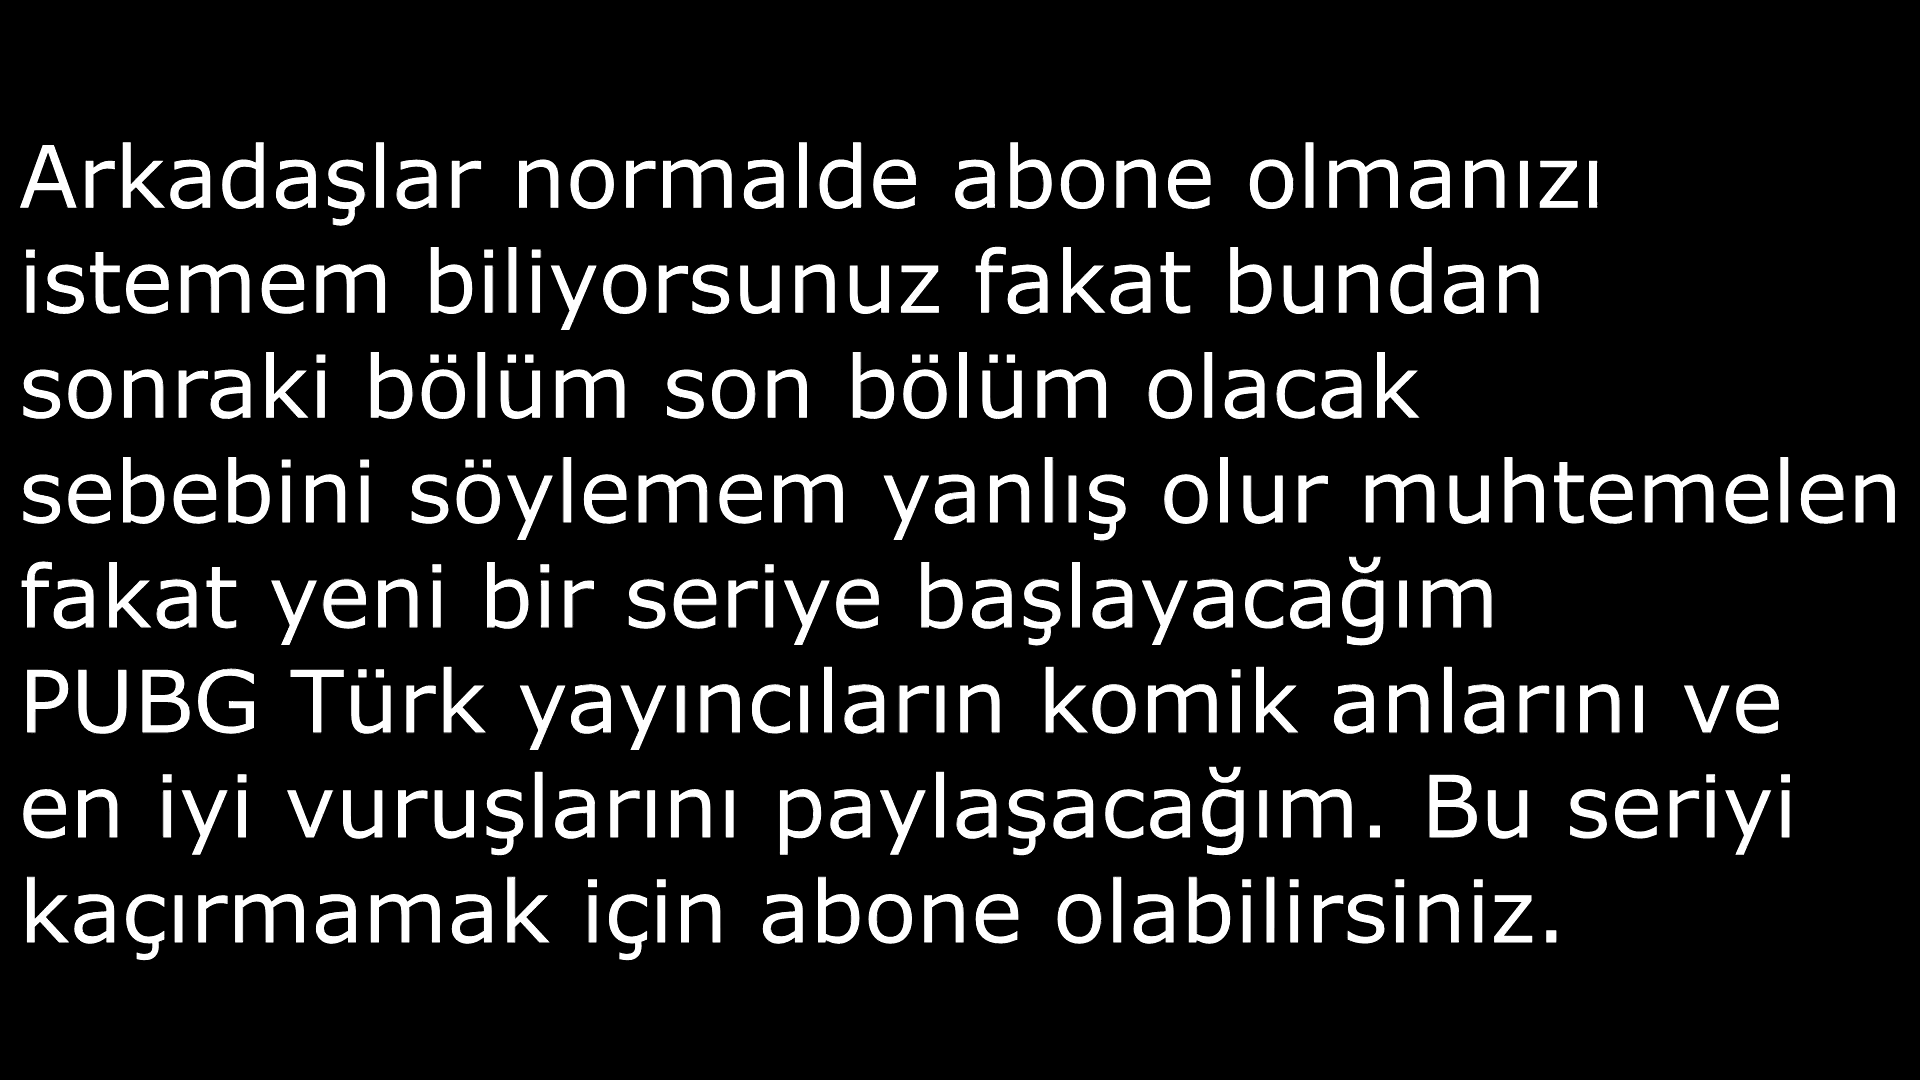 Arkadaşlar normalde abone olmanızı
istemem biliyorsunuz fakat bundan
sonraki bölüm son bölüm olacak
sebebini söylemem yanlış olur muhtemelen
fakat yeni bir seriye başlayacağım
PUBG Türk yayıncıların komik anlarını ve
en iyi vuruşlarını paylaşacağım. Bu seriyi
kaçırmamak için abone olabilirsiniz.